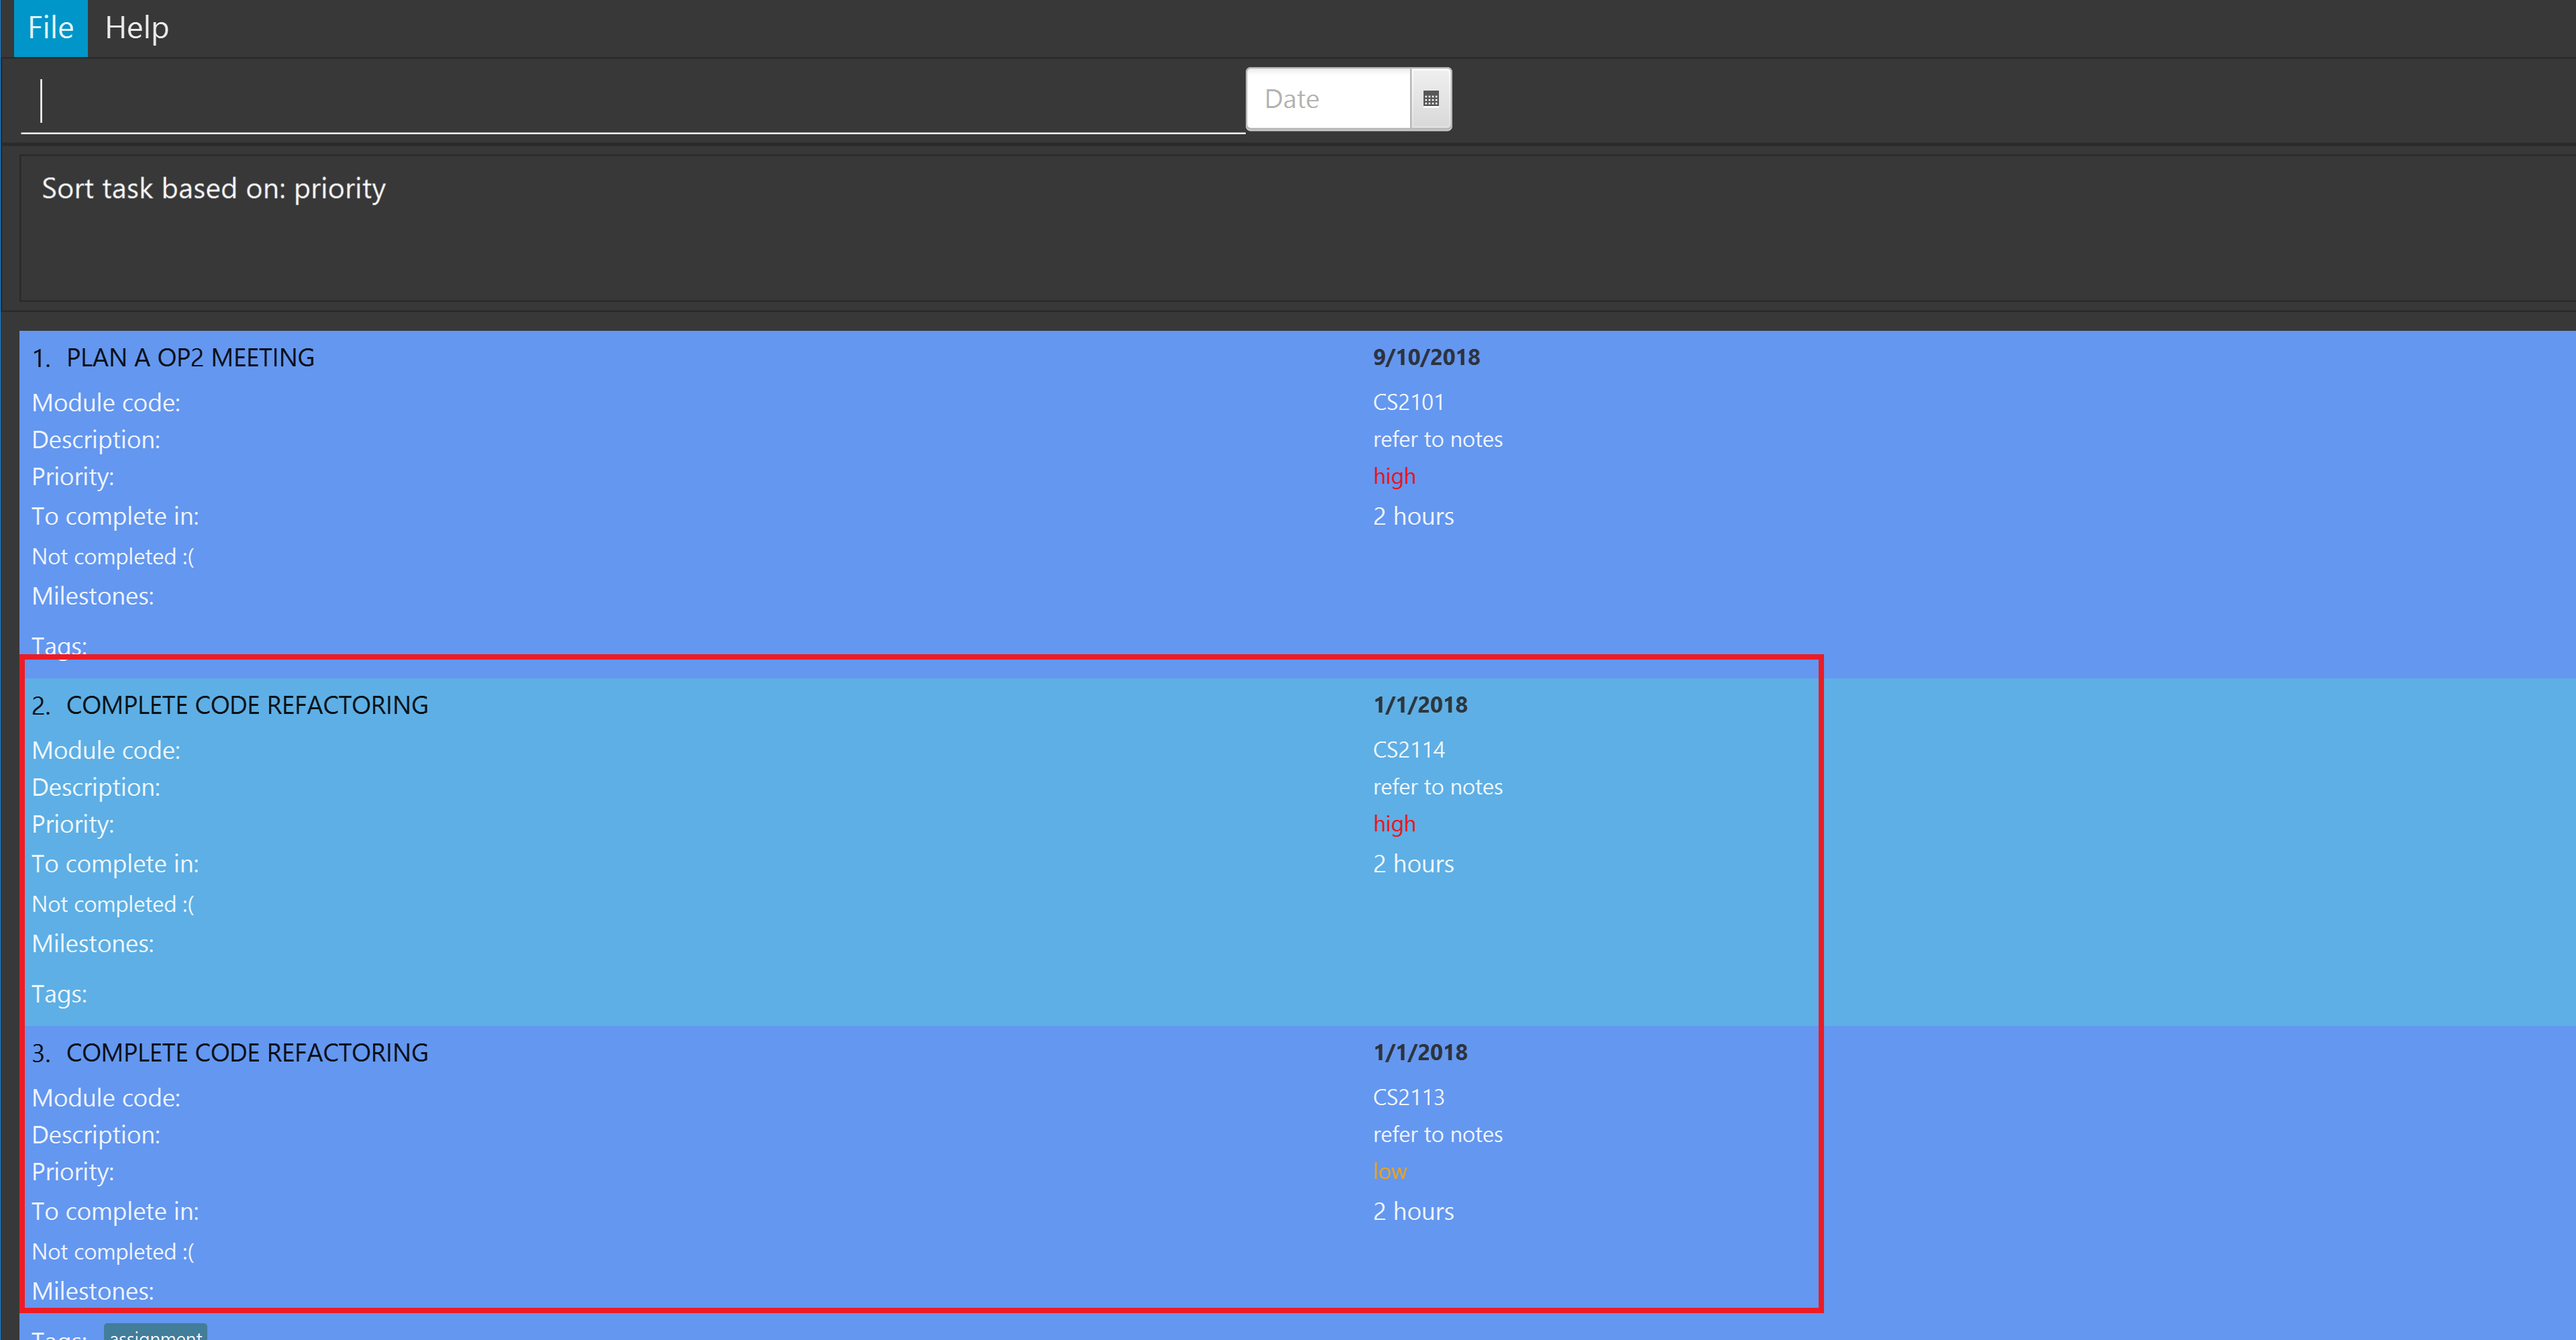 File Help
Date
Sort task based on: priority
1. PLAN A OP2 MEETING 9/10/2018
Module code: CS2101
Description: refer to notes
Priority: high
To complete in: 2 hours
Not completed :(
Milestones:
Tags:
2. COMPLETE CODE REFACTORING 1/1/2018
Module code: CS2114
Description: refer to notes
Priority: high
To complete in: 2 hours
Not completed :(
Milestones:
Tags:
3. COMPLETE CODE REFACTORING 1/1/2018
Module code: CS2113
Description: refer to notes
Priority: low
To complete in: 2 hours
Not completed :(
Milestones:
Tags: assignment